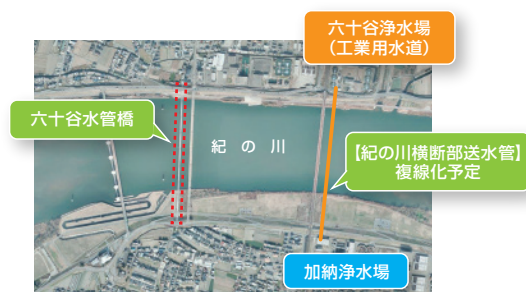 六十谷浄水場
（工業用水道）
六十谷水管橋
紀の川
【紀の川横断部送水管】
複線化予定
加納浄水場